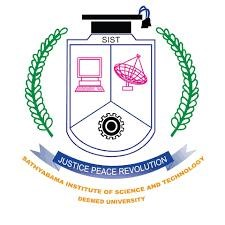 SIST
JUSTICE PEACE REVOLUTION
SATHYABAMA INSTITUTE OF SCIENCE AND TECHNOLOGY
DEEMED UNIVERSITY